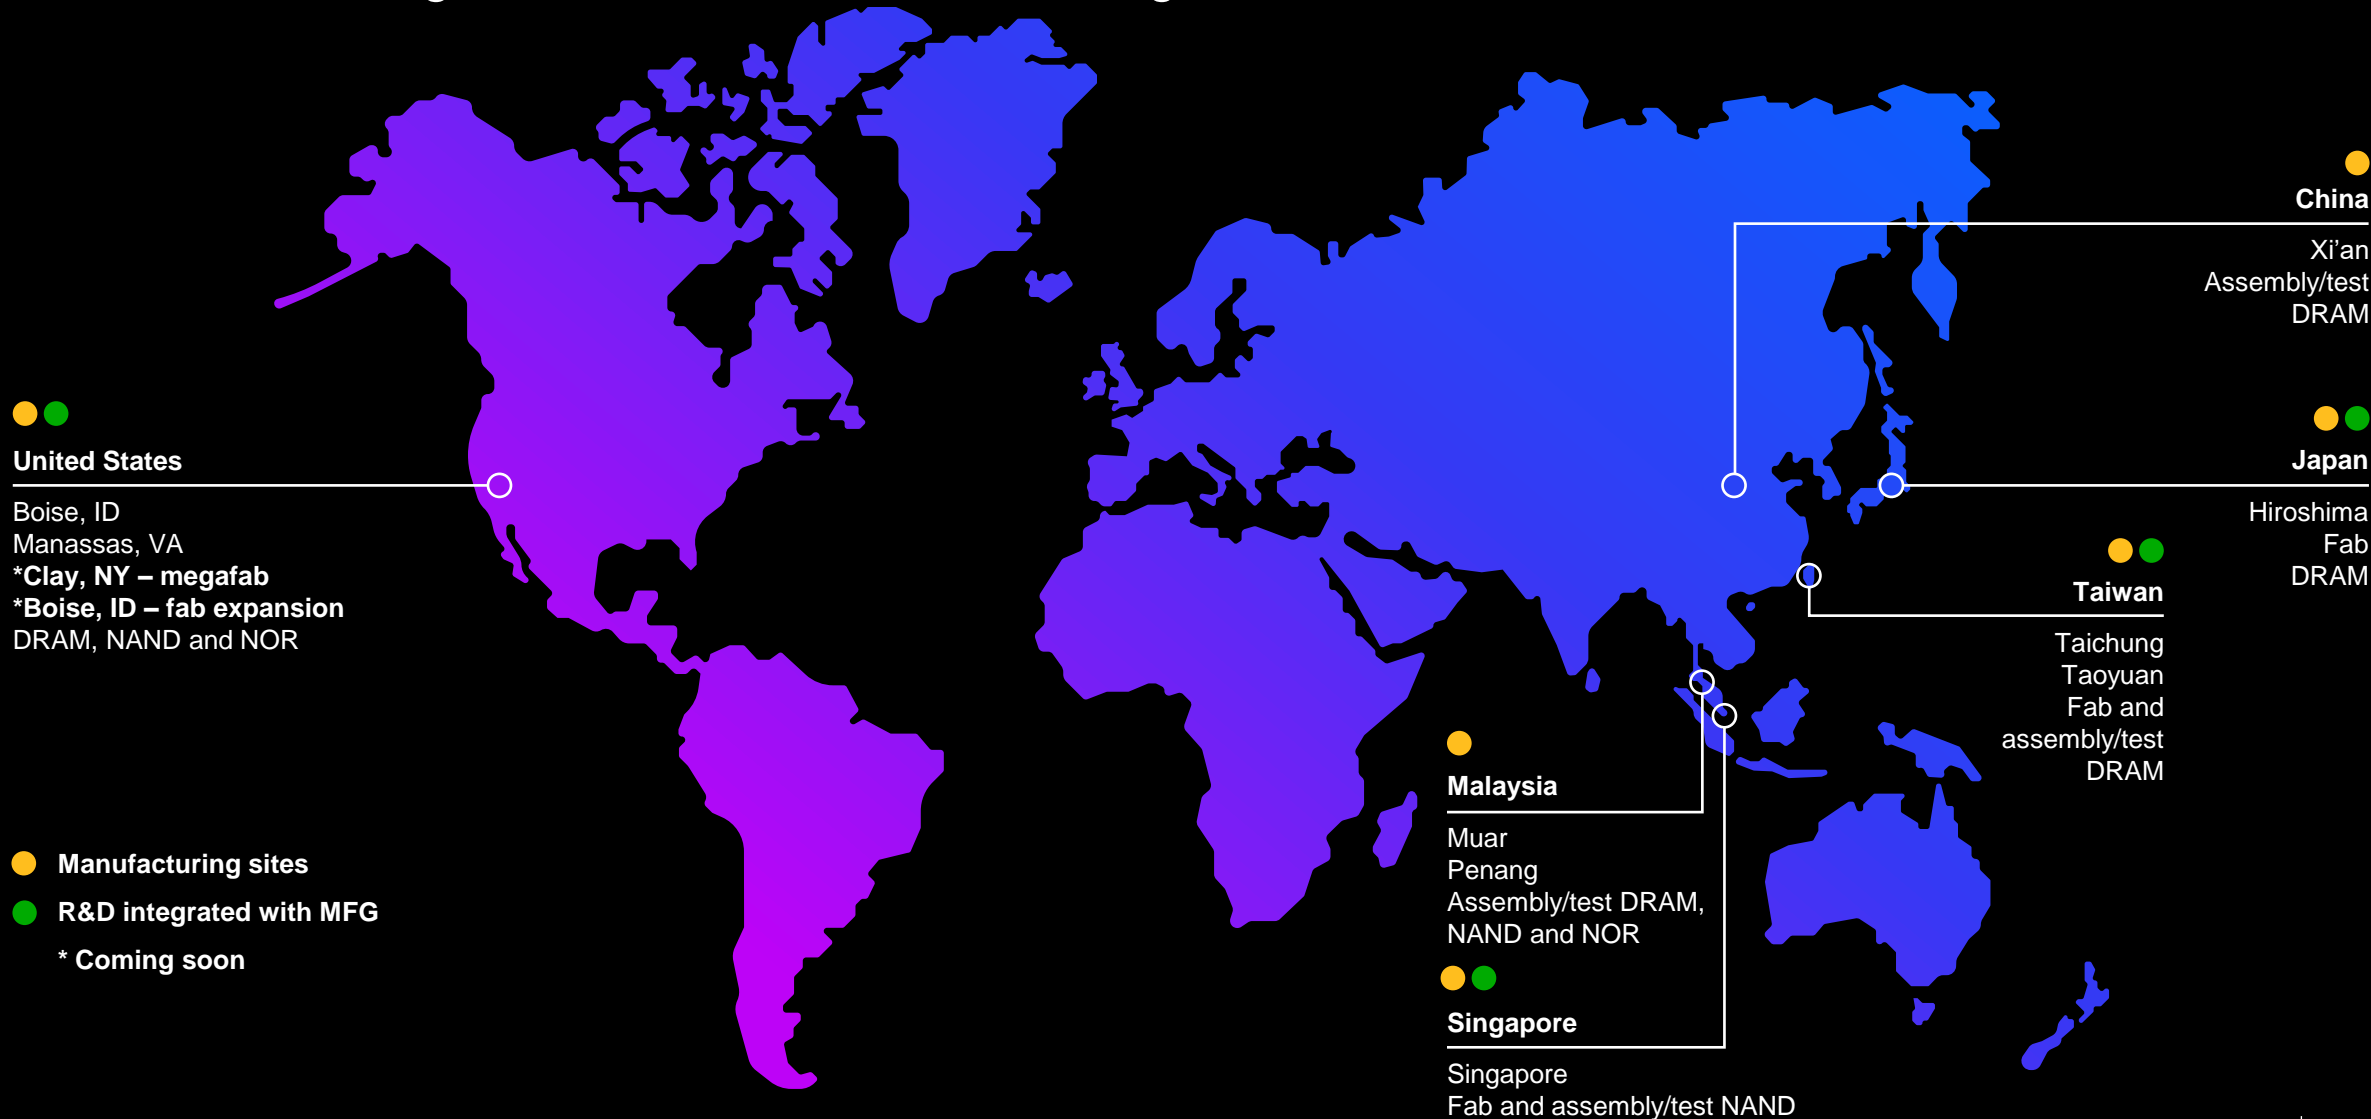 United States
Boise, ID
Manassas, VA
*Clay, NY – megafab
*Boise, ID – fab expansion
DRAM, NAND and NOR
Manufacturing sites
R&D integrated with MFG
* Coming soon
China
Xi’an
Assembly/test
DRAM
Japan
Hiroshima
Fab
DRAM
Taiwan
Taichung
Taoyuan
Fab and
assembly/test
DRAM
Malaysia
Muar
Penang
Assembly/test DRAM,
NAND and NOR
Singapore
Singapore
Fab and assembly/test NAND